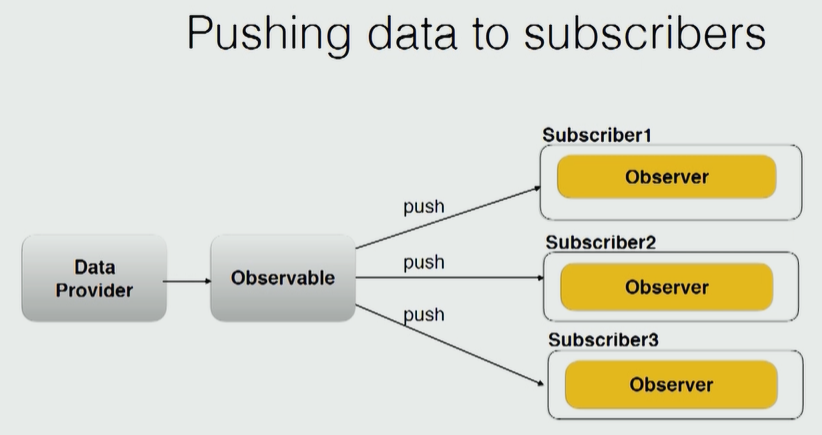 Pushing data to subscribers
Data
Provider
Observable
push
push
push
Subscriber1
Observer
Subscriber2
Observer
Subscriber3
Observer